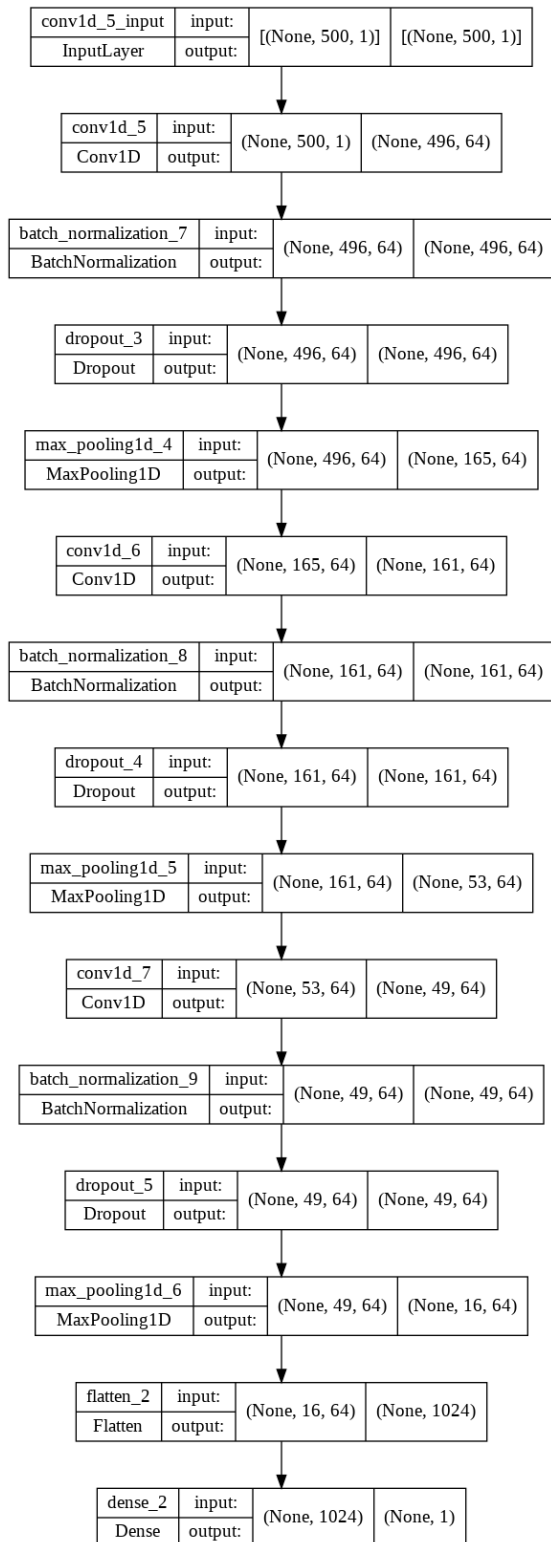 conv1d_5_input input: [(None, 500, 1)] [(None, 500, 1)]
InputLayer output:
conv1d_5 input: (None, 500, 1) (None, 496, 64)
Conv1D output:
batch_normalization_7 input: (None, 496, 64) (None, 496, 64)
BatchNormalization output:
dropout_3 input: (None, 496, 64) (None, 496, 64)
Dropout output:
max_pooling1d_4 input: (None, 496, 64) (None, 165, 64)
MaxPooling1D output:
conv1d_6 input: (None, 165, 64) (None, 161, 64)
Conv1D output:
batch_normalization_8 input: (None, 161, 64) (None, 161, 64)
BatchNormalization output:
dropout_4 input: (None, 161, 64) (None, 161, 64)
Dropout output:
max_pooling1d_5 input: (None, 161, 64) (None, 53, 64)
MaxPooling1D output:
conv1d_7 input: (None, 53, 64) (None, 49, 64)
Conv1D output:
batch_normalization_9 input: (None, 49, 64) (None, 49, 64)
BatchNormalization output:
dropout_5 input: (None, 49, 64) (None, 49, 64)
Dropout output:
max_pooling1d_6 input: (None, 49, 64) (None, 16, 64)
MaxPooling1D output:
flatten_2 input: (None, 16, 64) (None, 1024)
Flatten output:
dense_2 input: (None, 1024) (None, 1)
Dense output: